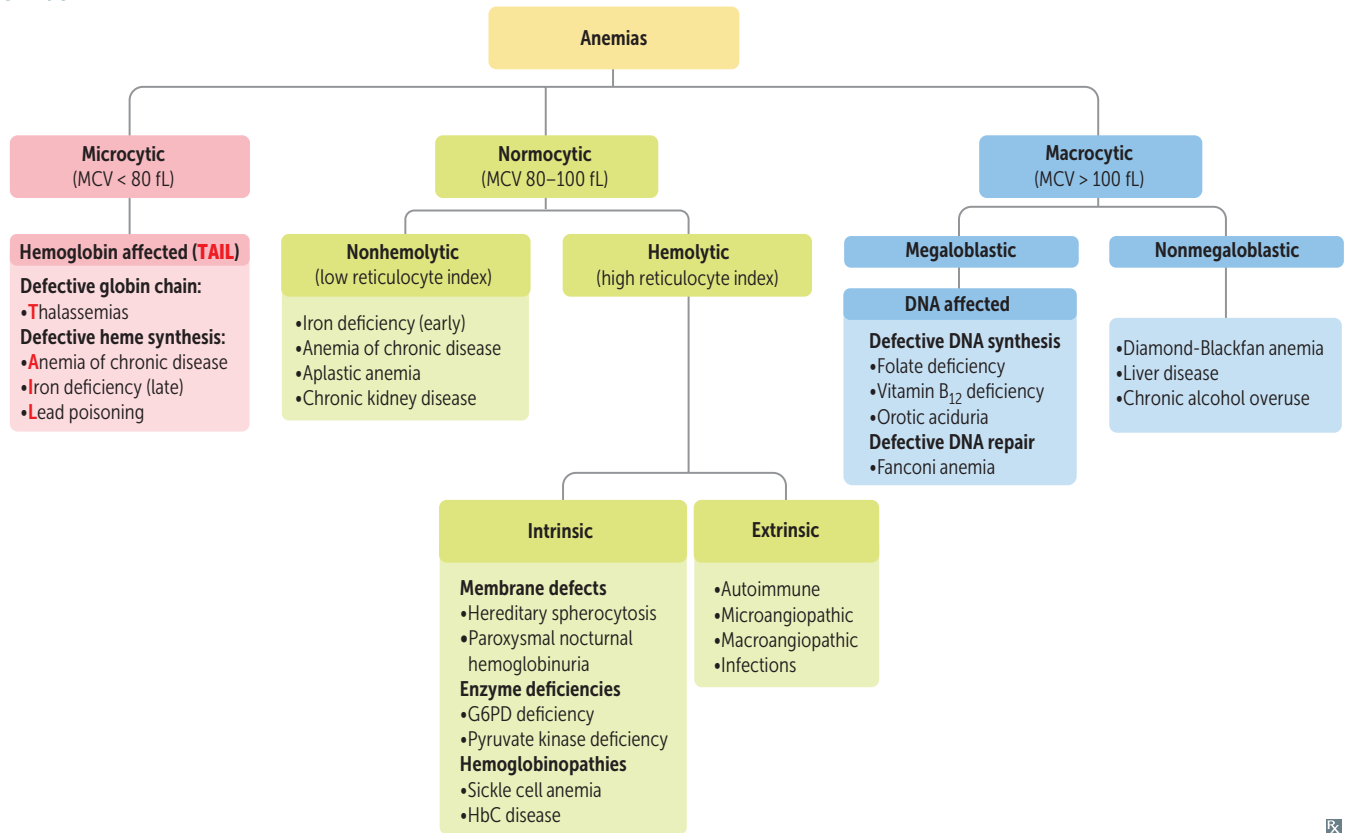 Anemias
Microcytic
(MCV < 80 fL)
Normocytic
(MCV 80–100 fL)
Macrocytic
(MCV > 100 fL)
Hemoglobin affected (TAIL)
Defective globin chain:
•Thalassemias
Defective heme synthesis:
•Anemia of chronic disease
•Iron deficiency (late)
•Lead poisoning
Nonhemolytic
(low reticulocyte index)
•Iron deficiency (early)
•Anemia of chronic disease
•Aplastic anemia
•Chronic kidney disease
Hemolytic
(high reticulocyte index)
Megaloblastic
DNA affected
Defective DNA synthesis
•Folate deficiency
•Vitamin B12 deficiency
•Orotic aciduria
Defective DNA repair
•Fanconi anemia
Nonmegaloblastic
•Diamond-Blackfan anemia
•Liver disease
•Chronic alcohol overuse
Intrinsic
Membrane defects
•Hereditary spherocytosis
•Paroxysmal nocturnal
hemoglobinuria
Enzyme deficiencies
•G6PD deficiency
•Pyruvate kinase deficiency
Hemoglobinopathies
•Sickle cell anemia
•HbC disease
Extrinsic
•Autoimmune
•Microangiopathic
•Macroangiopathic
•Infections
℞